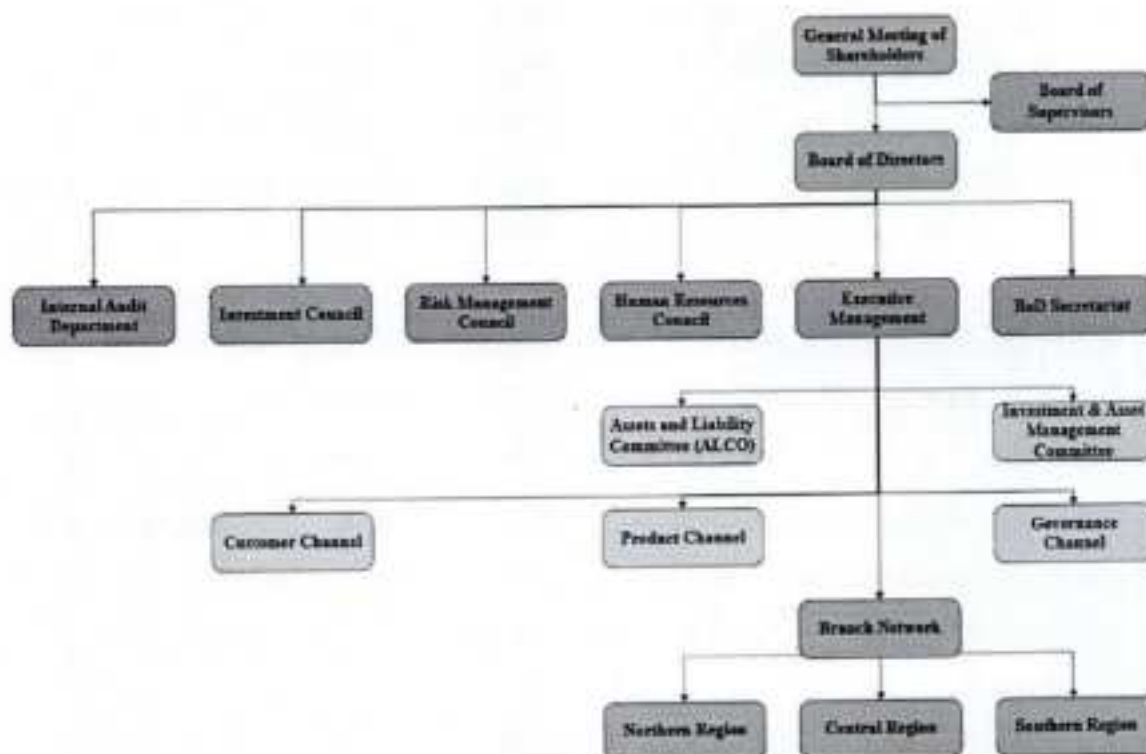 General Meeting of
Shareholders
Board of
Supervisors
Board of Directors
Internal Audit
Department
Investment Council
Risk Management
Council
Human Resources
Council
Executive
Management
BoD Secretariat
Assets and Liability
Committee (ALCO)
Investment & Asset
Management
Committee
Customer Channel
Product Channel
Governance
Channel
Branch Network
Northern Region
Central Region
Southern Region